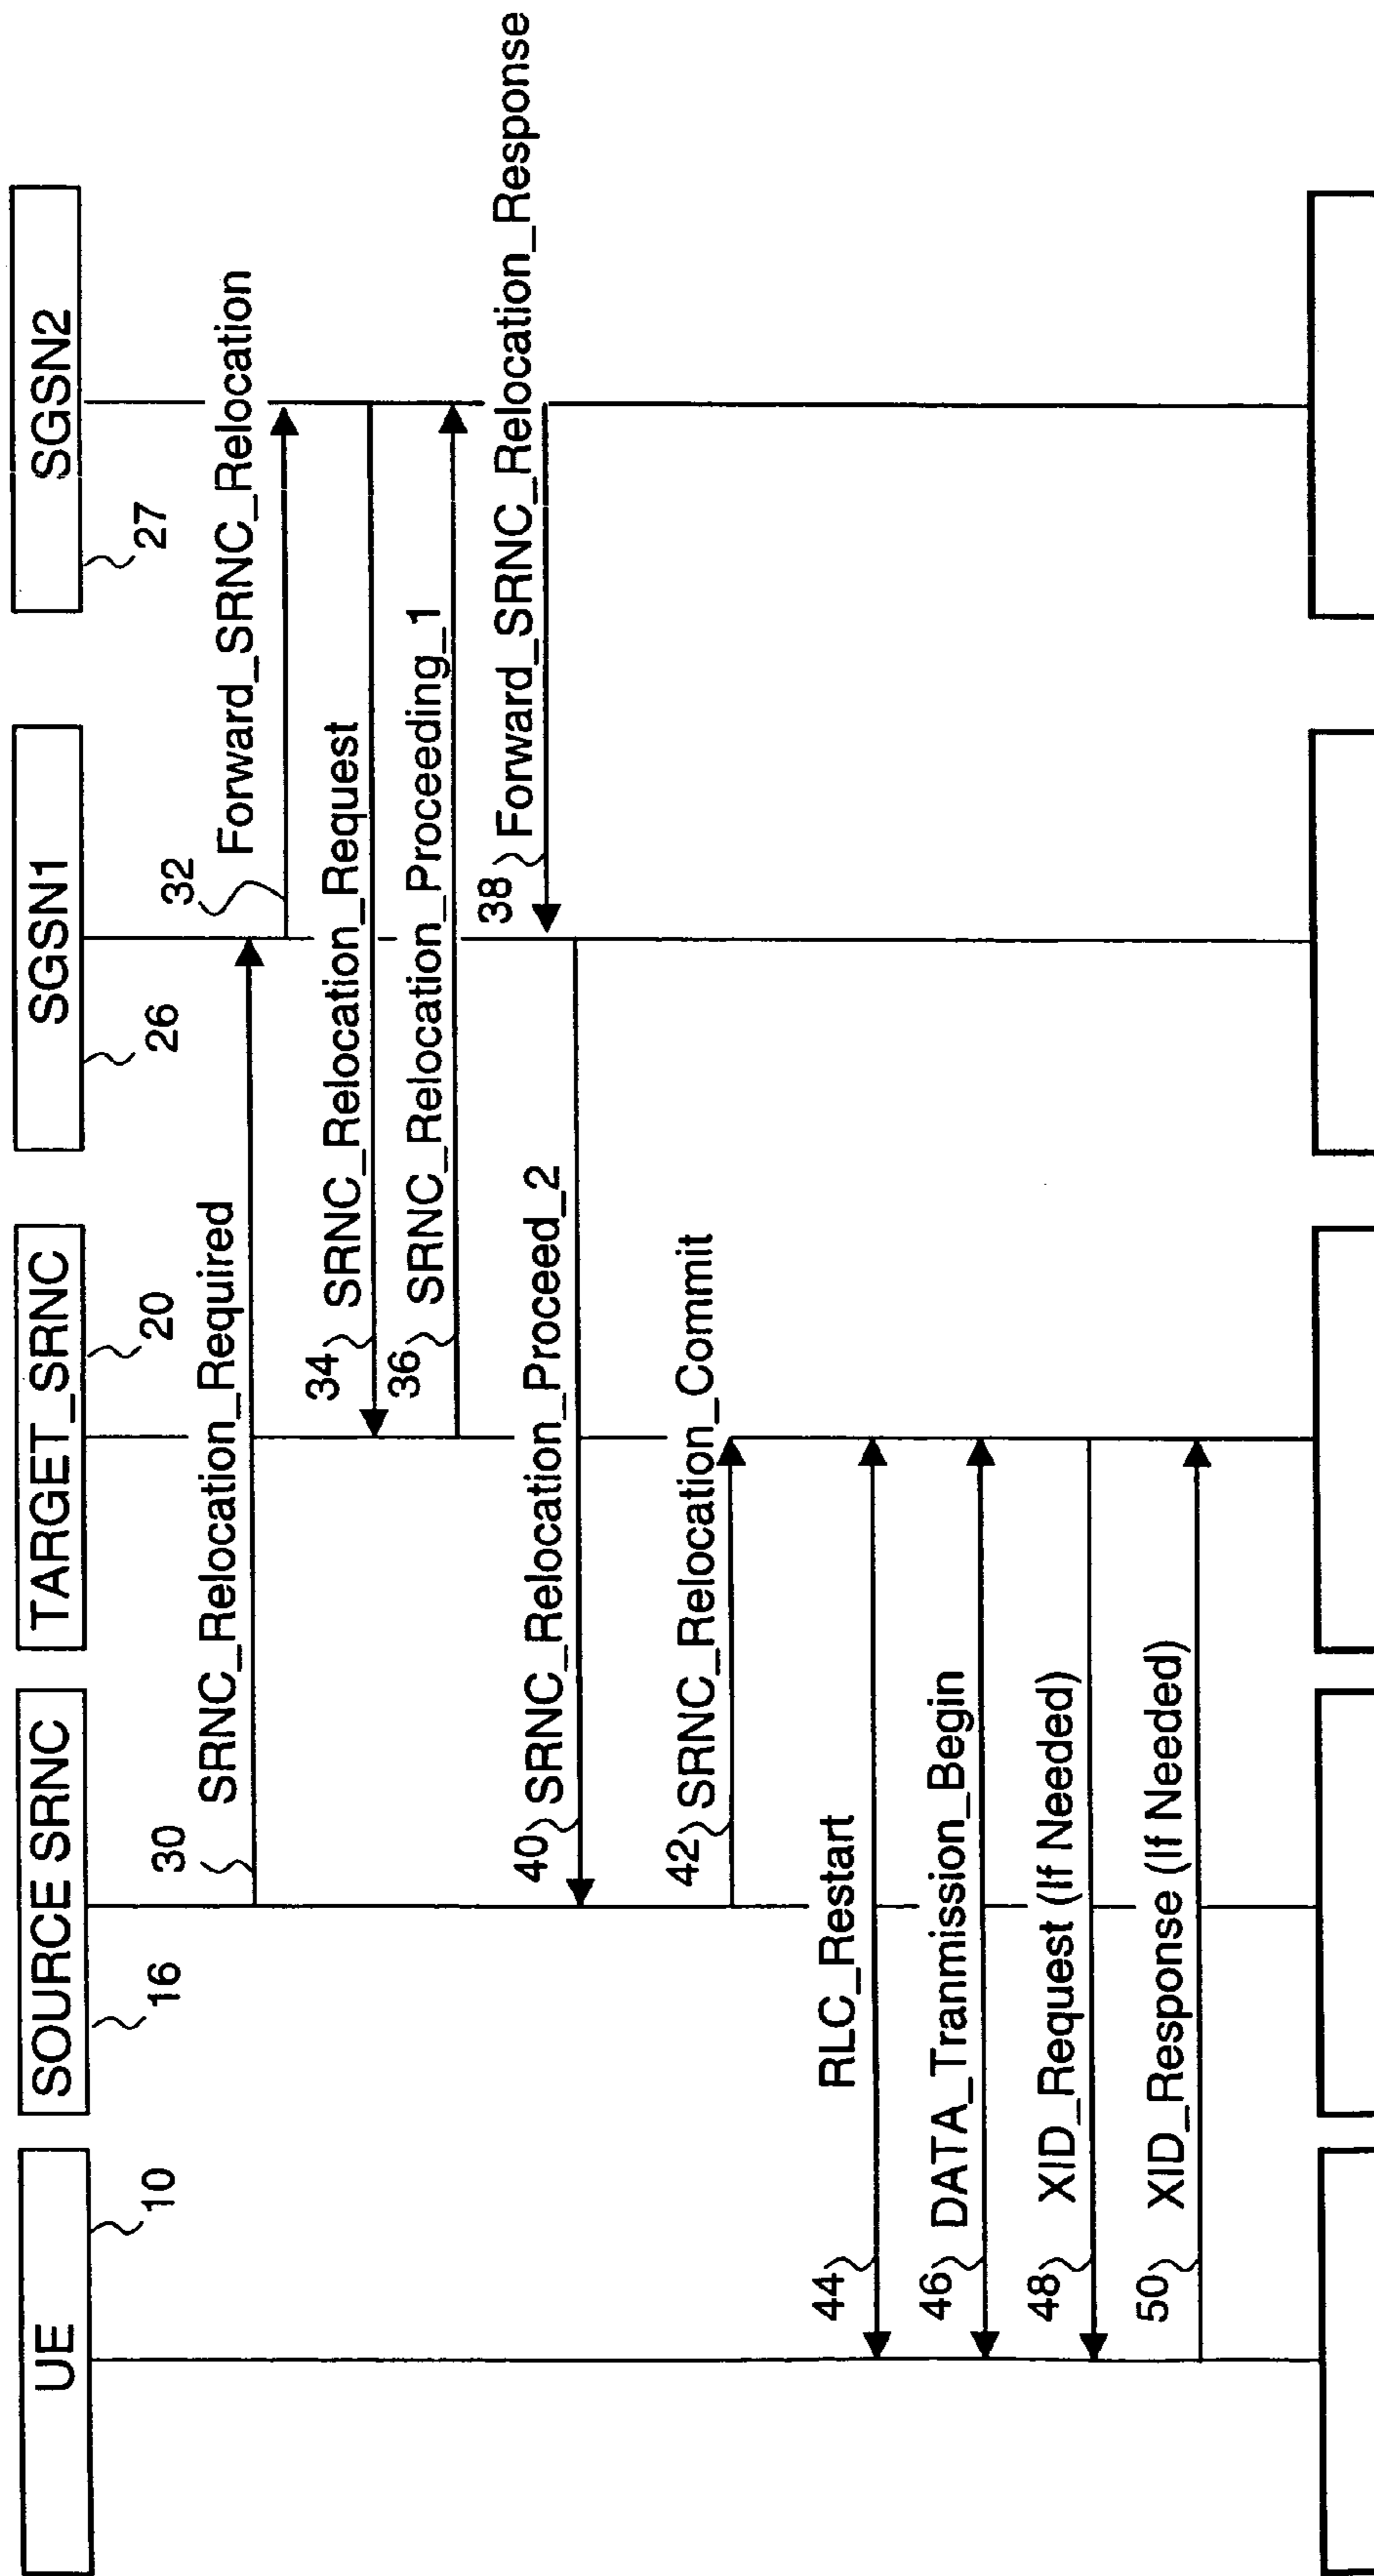 UE
SOURCE SRNC
TARGET_SRNC
SGSN1
SGSN2
10
16
20
26
27
30
SRNC_Relocation_Required
32
Forward_SRNC_Relocation
34
SRNC_Relocation_Request
36
SRNC_Relocation_Proceeding_1
38
Forward_SRNC_Relocation_Response
40
SRNC_Relocation_Proceed_2
42
SRNC_Relocation_Commit
44
RLC_Restart
46
DATA_Tranmission_Begin
48
XID_Request (If Needed)
50
XID_Response (If Needed)